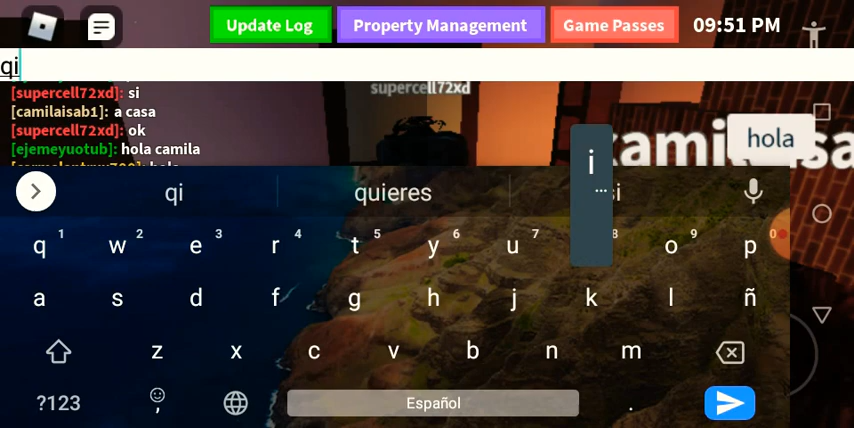 Update Log Property Management Game Passes 09:51 PM
qi
supercell72xd
[supercell72xd]: si
[camilaisab1]: a casa
[supercell72xd]: ok
[ejemeyuotub]: hola camila
hola
qi quieres si
i
...
q 1 w 2 e 3 r 4 t 5 y 6 u 7 8 o 9 p 0
a s d f g h j k l ñ
z x c v b n m
?123 , Español .